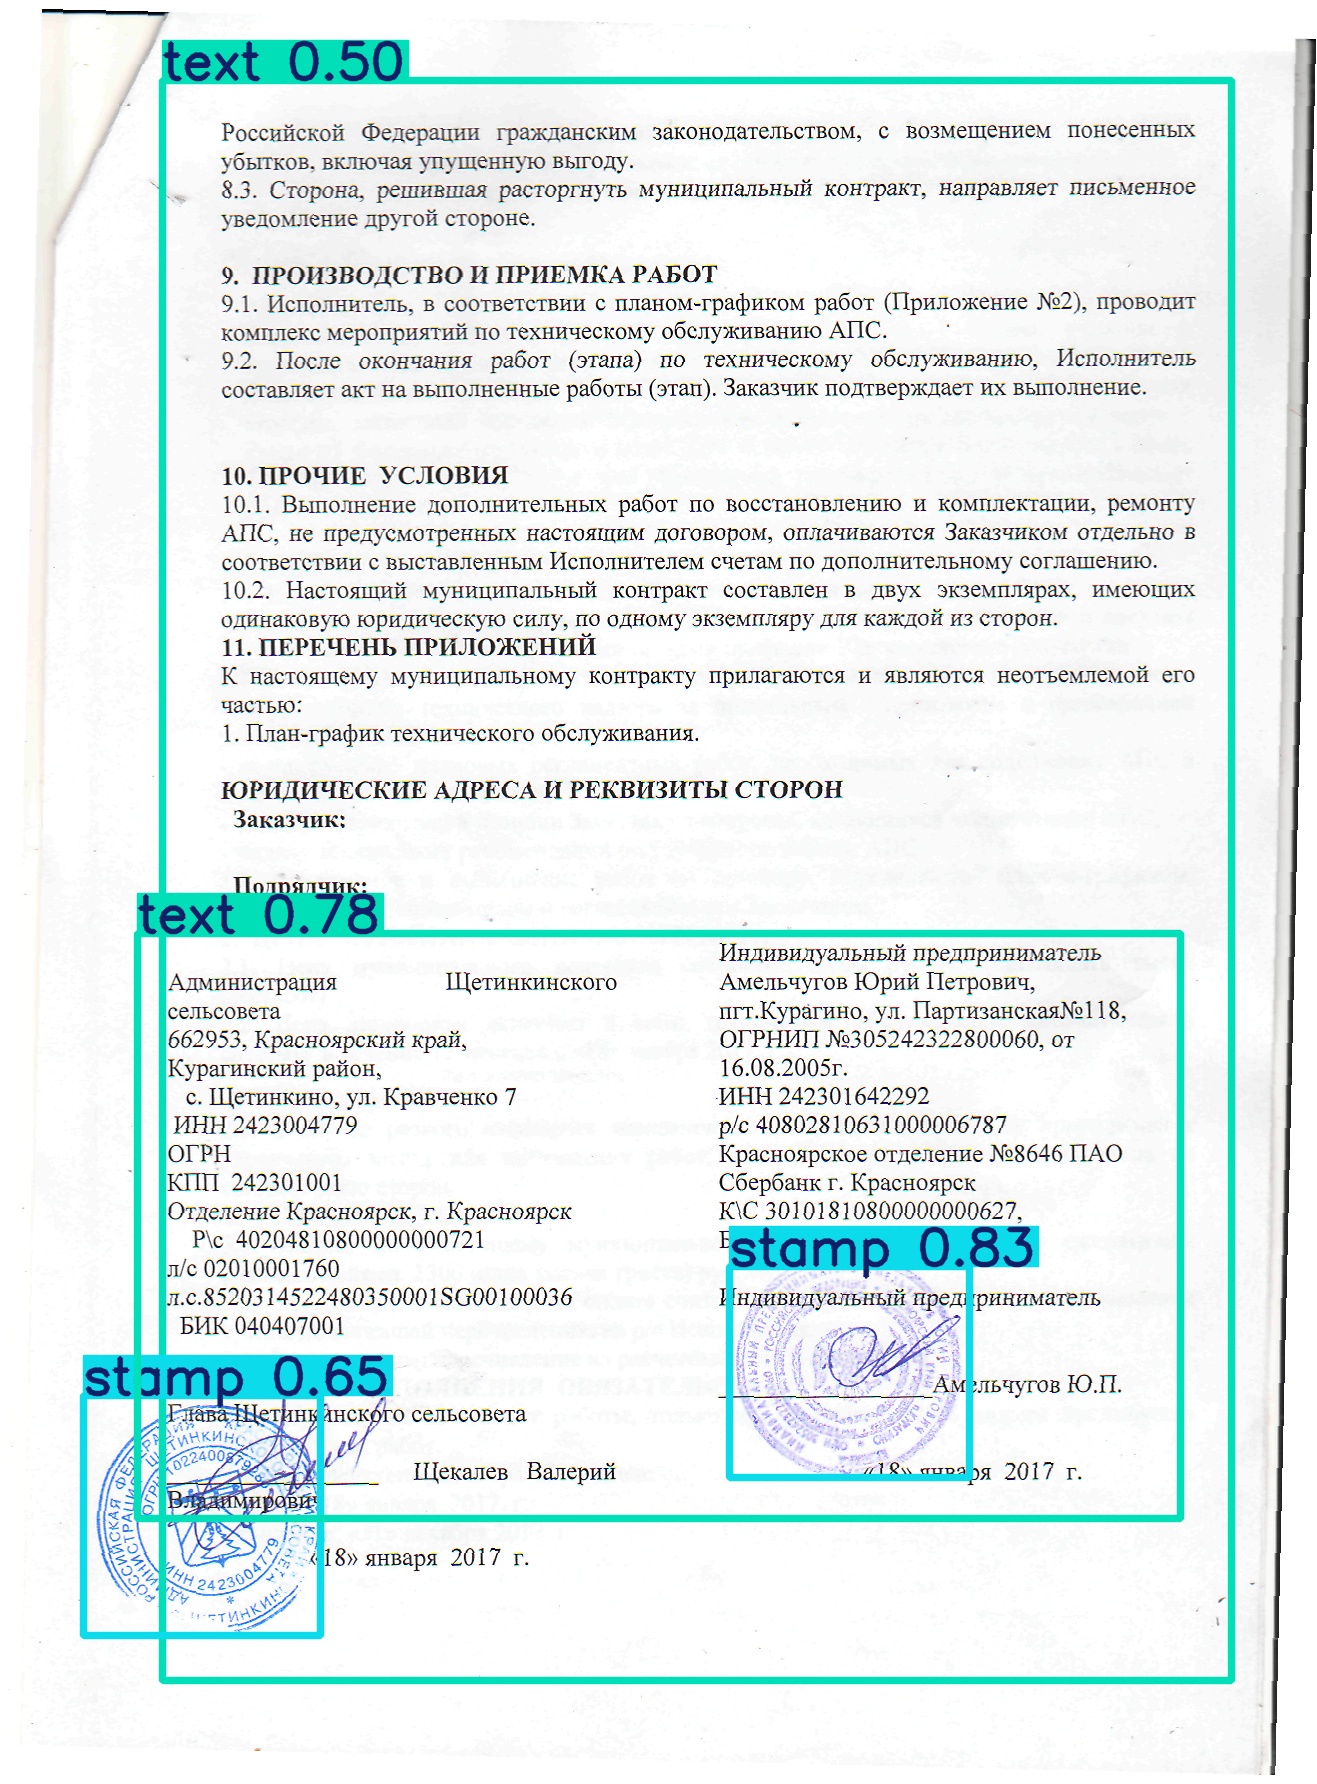 text 0.50
Российской Федерации гражданским законодательством, с возмещением понесенных
убытков, включая упущенную выгоду.
8.3. Сторона, решившая расторгнуть муниципальный контракт, направляет письменное
уведомление другой стороне.
9. ПРОИЗВОДСТВО И ПРИЕМКА РАБОТ
9.1. Исполнитель, в соответствии с планом-графиком работ (Приложение №2), проводит
комплекс мероприятий по техническому обслуживанию АПС.
9.2. После окончания работ (этапа) по техническому обслуживанию, Исполнитель
составляет акт на выполненные работы (этап). Заказчик подтверждает их выполнение.
10. ПРОЧИЕ УСЛОВИЯ
10.1. Выполнение дополнительных работ по восстановлению и комплектации, ремонту
АПС, не предусмотренных настоящим договором, оплачиваются Заказчиком отдельно в
соответствии с выставленным Исполнителем счетам по дополнительному соглашению.
10.2. Настоящий муниципальный контракт составлен в двух экземплярах, имеющих
одинаковую юридическую силу, по одному экземпляру для каждой из сторон.
11. ПЕРЕЧЕНЬ ПРИЛОЖЕНИЙ
К настоящему муниципальному контракту прилагаются и являются неотъемлемой его
частью:
1. План-график технического обслуживания.
ЮРИДИЧЕСКИЕ АДРЕСА И РЕКВИЗИТЫ СТОРОН
Заказчик:
Подрядчик:
text 0.78
Администрация Щетинкинского
сельсовета
662953, Красноярский край,
Курагинский район,
с. Щетинкино, ул. Кравченко 7
ИНН 2423004779
ОГРН
КПП 242301001
Отделение Красноярск, г. Красноярск
Р\с 40204810800000000721
л/с 02010001760
л.с.8520314522480350001SG00100036
БИК 040407001
stamp 0.65
Глава Щетинкинского сельсовета
Щекалев Валерий
Владимирович
«18» января 2017 г.
РОССИЙСКАЯ ФЕДЕРАЦИЯ
ИНН 2423004779
Индивидуальный предприниматель
Амельчугов Юрий Петрович,
пгт.Курагино, ул. Партизанская№118,
ОГРНИП №305242322800060, от
16.08.2005г.
ИНН 242301642292
р/с 40802810631000006787
Красноярское отделение №8646 ПАО
Сбербанк г. Красноярск
К\С 30101810800000000627,
stamp 0.83
Индивидуальный предприниматель
Амельчугов Ю.П.
«18» января 2017 г.